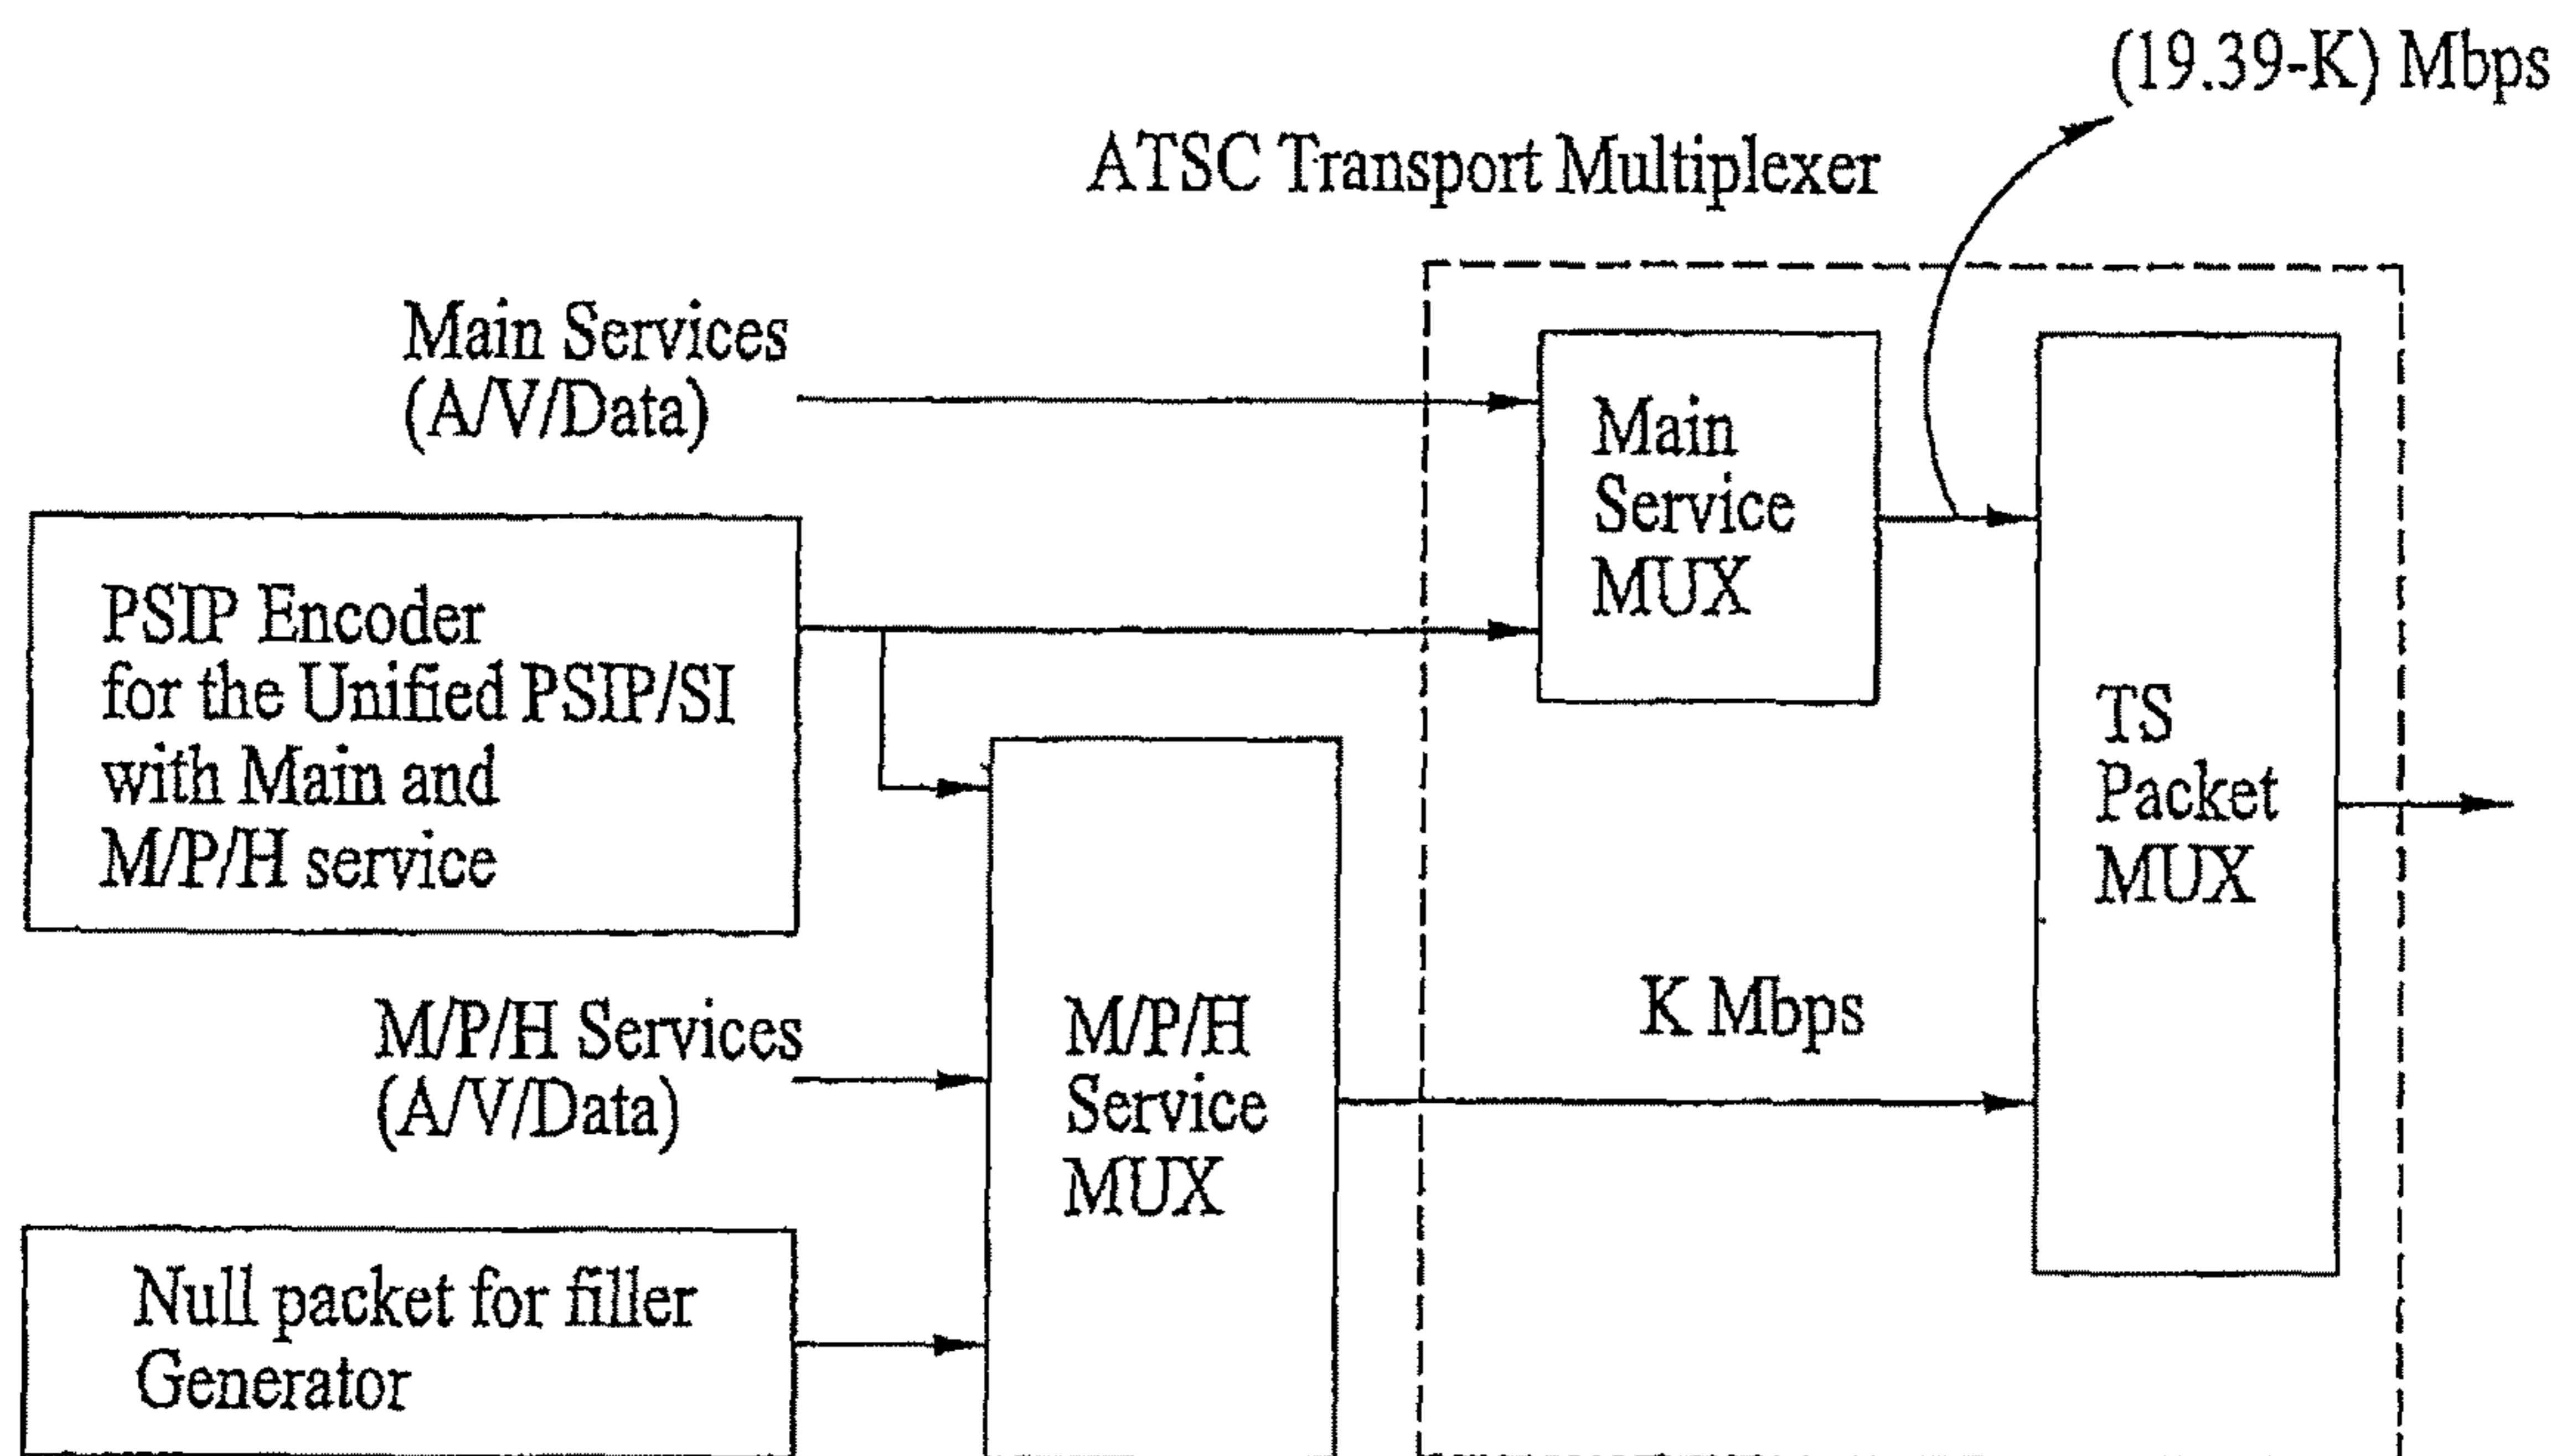 (19.39-K) Mbps
ATSC Transport Multiplexer
Main Services
(A/V/Data)
Main
Service
MUX
PSIP Encoder
for the Unified PSIP/SI
with Main and
M/P/H service
TS
Packet
MUX
M/P/H Services
(A/V/Data)
M/P/H
Service
MUX
K Mbps
Null packet for filler
Generator